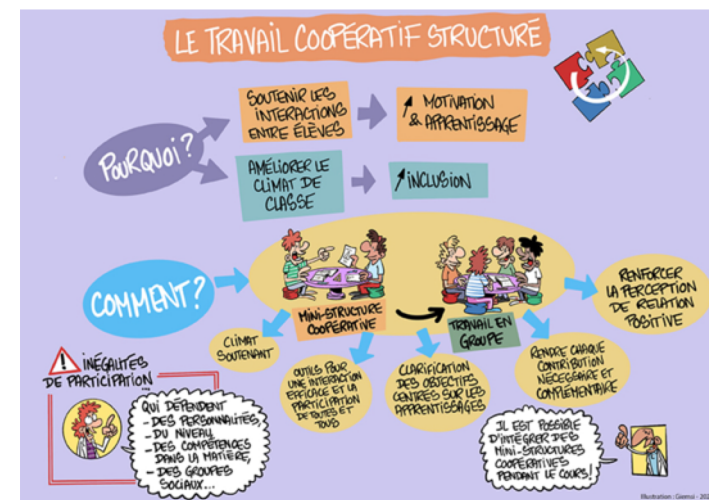 LE TRAVAIL COOPÉRATIF STRUCTURÉ
POURQUOI ?
SOUTENIR LES
INTERACTIONS
ENTRE ÉLÈVES
MOTIVATION
& APPRENTISSAGE
AMÉLIORER LE
CLIMAT DE
CLASSE
INCLUSION
COMMENT ?
MINI-STRUCTURE
COOPÉRATIVE
TRAVAIL EN
GROUPE
RENFORCER
LA PERCEPTION
DE RELATION
POSITIVE
CLIMAT
SOUTENANT
OUTILS POUR
UNE INTERACTION
EFFICACE ET LA
PARTICIPATION
DE TOUTES ET
TOUS
CLARIFICATION
DES OBJECTIFS
CENTRES SUR LES
APPRENTISSAGES
RENDRE CHAQUE
CONTRIBUTION
NÉCESSAIRE ET
COMPLÉMENTAIRE
INÉGALITÉS
DE PARTICIPATION...
QUI DÉPENDENT
- DES PERSONNALITÉS,
- DU NIVEAU,
- DES COMPÉTENCES
DANS LA MATIÈRE,
- DES GROUPES
SOCIAUX...
IL EST POSSIBLE
D'INTÉGRER DES
MINI-STRUCTURES
COOPÉRATIVES
PENDANT LE COURS !
Illustration :